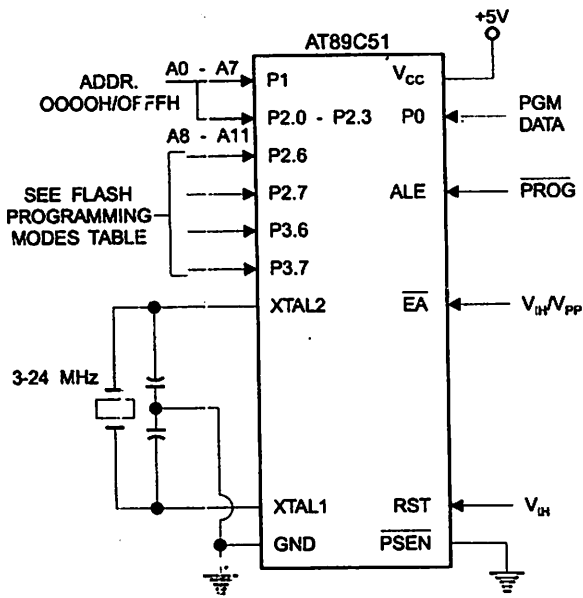 AT89C51
+5V
A0 - A7
ADDR.
OOOOH/OFFFH
P1
VCC
P2.0 - P2.3
P0
PGM
DATA
A8 - A11
P2.6
P2.7
ALE
PROG
SEE FLASH
PROGRAMMING
MODES TABLE
P3.6
P3.7
XTAL2
EA
VIH/VPP
3-24 MHz
XTAL1
RST
VIH
GND
PSEN